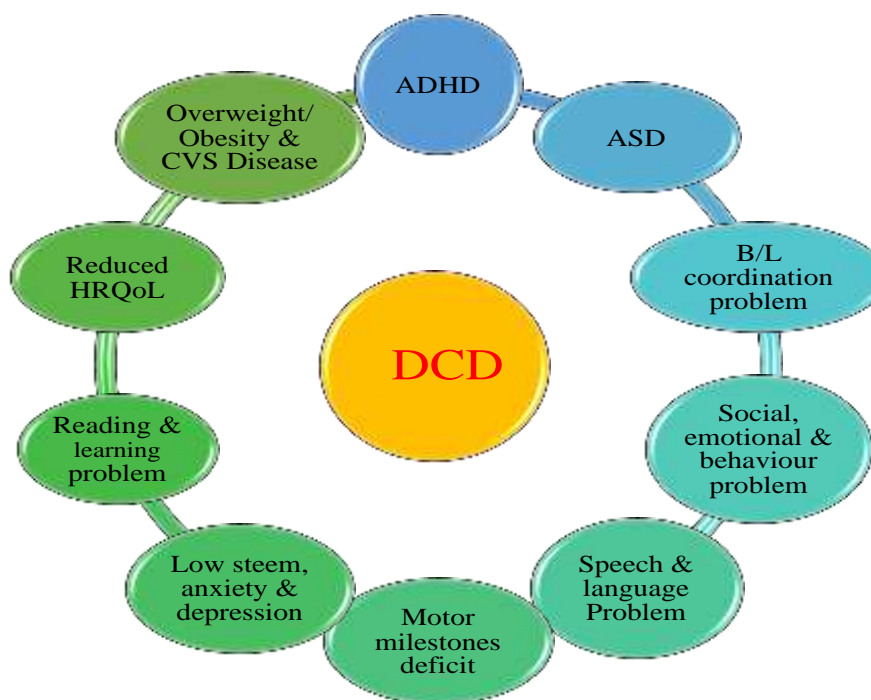 ADHD
ASD
B/L
coordination
problem
Social,
emotional &
behaviour
problem
Speech &
language
Problem
Motor
milestones
deficit
Low steem,
anxiety &
depression
Reading &
learning
problem
Reduced
HRQoL
Overweight/
Obesity &
CVS Disease
DCD